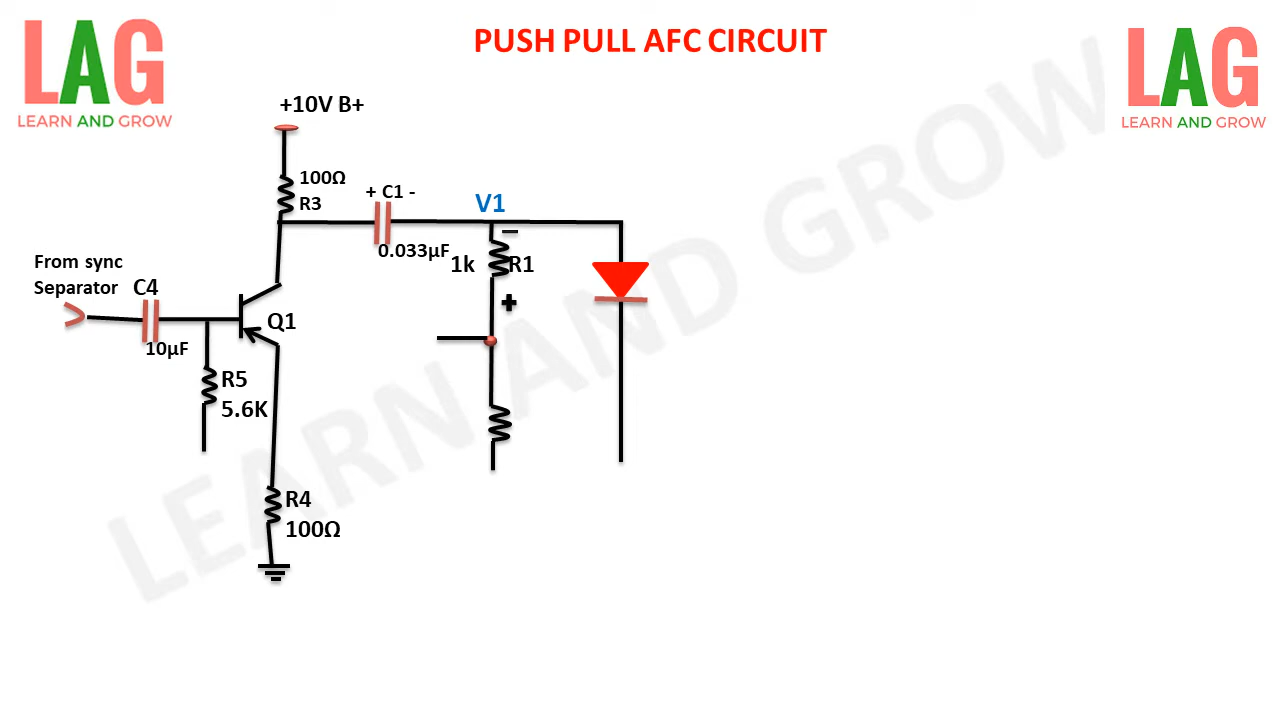 LAG
LEARN AND GROW
PUSH PULL AFC CIRCUIT
LAG
LEARN AND GROW
+10V B+
100Ω
R3
+ C1 -
0.033µF
V1
–
1k
R1
+
From sync
Separator
C4
10µF
Q1
R5
5.6K
R4
100Ω
LEARN AND GROW